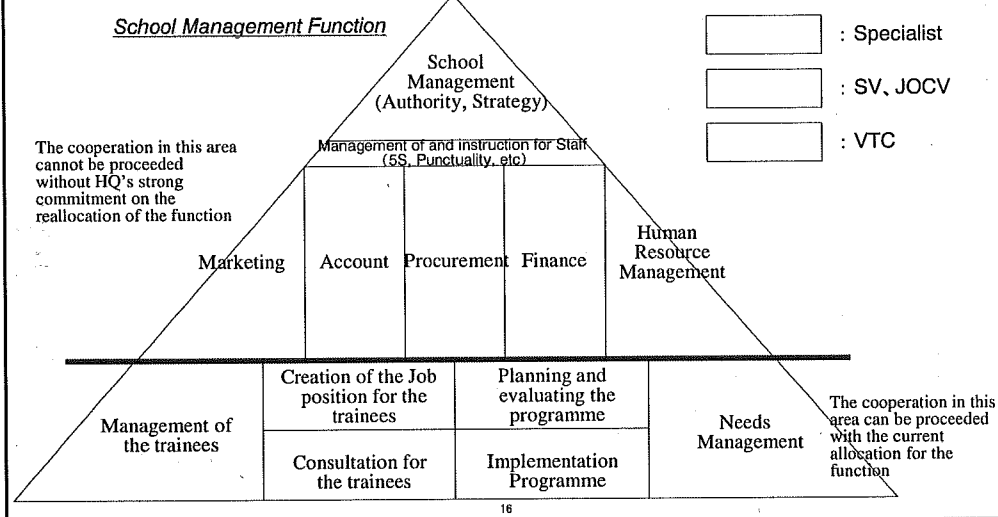 School Management Function
: Specialist
: SV、JOCV
: VTC
School
Management
(Authority, Strategy)
Management of and instruction for Staff
(5S, Punctuality, etc)
The cooperation in this area
cannot be proceeded
without HQ's strong
commitment on the
reallocation of the function
Marketing
Account
Procurement
Finance
Human
Resource
Management
Management of
the trainees
Creation of the Job
position for the
trainees
Planning and
evaluating the
programme
Consultation for
the trainees
Implementation
Programme
Needs
Management
The cooperation in this
area can be proceeded
with the current
allocation for the
function
16